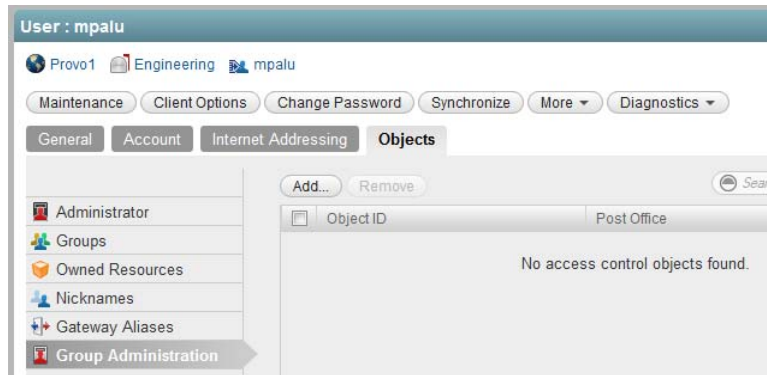 User : mpalu
Provo1 Engineering mpalu
Maintenance Client Options Change Password Synchronize More Diagnostics
General Account Internet Addressing Objects
Add... Remove
Administrator
Object ID Post Office
Groups
Owned Resources
No access control objects found.
Nicknames
Gateway Aliases
Group Administration